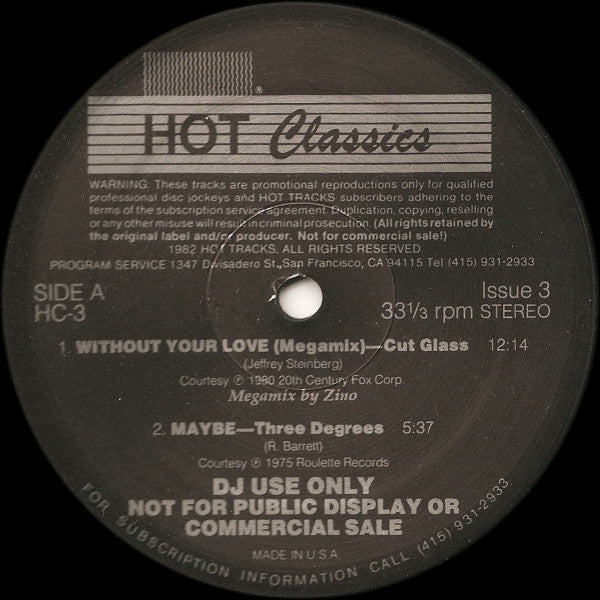 ®
HOT Classics
WARNING: These tracks are promotional reproductions only for qualified
professional disc jockeys and HOT TRACKS subscribers adhering to the
terms of the subscription service agreement. Duplication, copying, reselling
or any other misuse will result in criminal prosecution. (All rights retained by
the original label and/or producer. Not for commercial sale!)
1982 HOT TRACKS, ALL RIGHTS RESERVED
PROGRAM SERVICE 1347 Divisadero St., San Francisco, CA 94115 Tel (415) 931-2933
SIDE A Issue 3
HC-3 33⅓ rpm STEREO
1. WITHOUT YOUR LOVE (Megamix)—Cut Glass 12:14
(Jeffrey Steinberg)
Courtesy ℗ 1980 20th Century Fox Corp.
Megamix by Zino
2. MAYBE—Three Degrees 5:37
(R. Barrett)
Courtesy ℗ 1975 Roulette Records
DJ USE ONLY
NOT FOR PUBLIC DISPLAY OR
COMMERCIAL SALE
MADE IN U.S.A.
FOR SUBSCRIPTION INFORMATION CALL (415) 931-2933